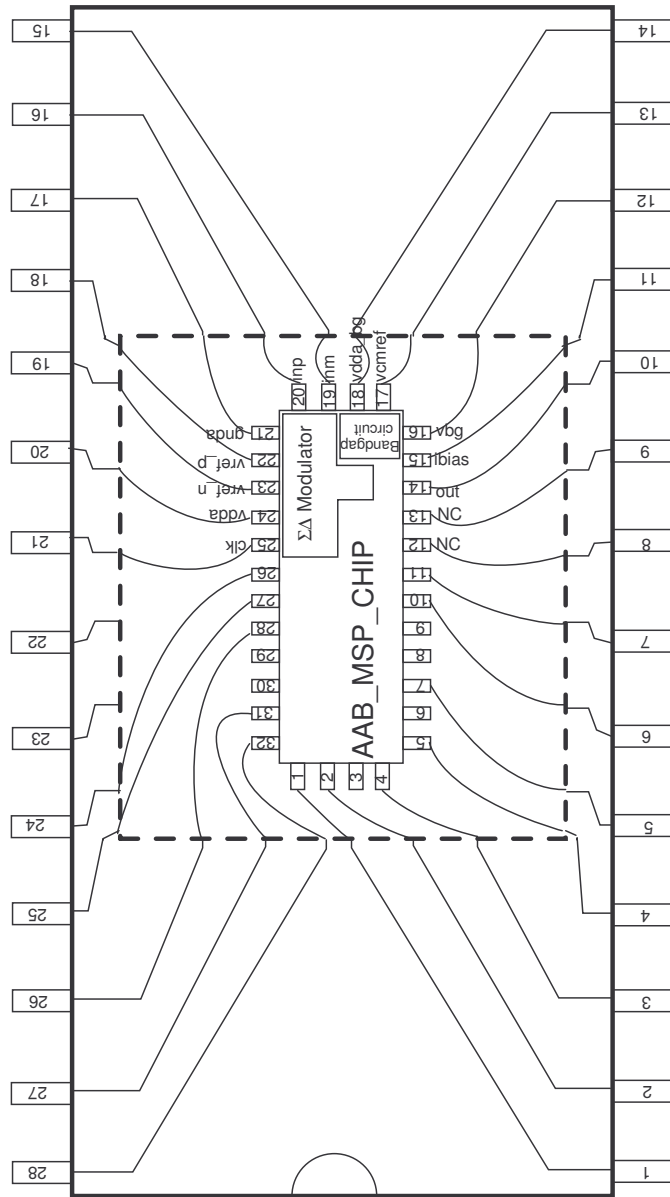 15
14
16
13
17
12
18
11
19
10
20
9
21
8
22
7
23
6
24
5
25
4
26
3
27
2
28
1
20 inp
19 inm
18 vdda_bg
17 vcmref
gnda 21
vref_p 22
vref_n 23
vdda 24
clk 25
26
27
28
29
30
31
32
16 vbg
15 ibias
14 out
13 NC
12 NC
11
10
9
8
7
6
5
ΣΔ Modulator
Bandgap
circuit
AAB_MSP_CHIP
1
2
3
4